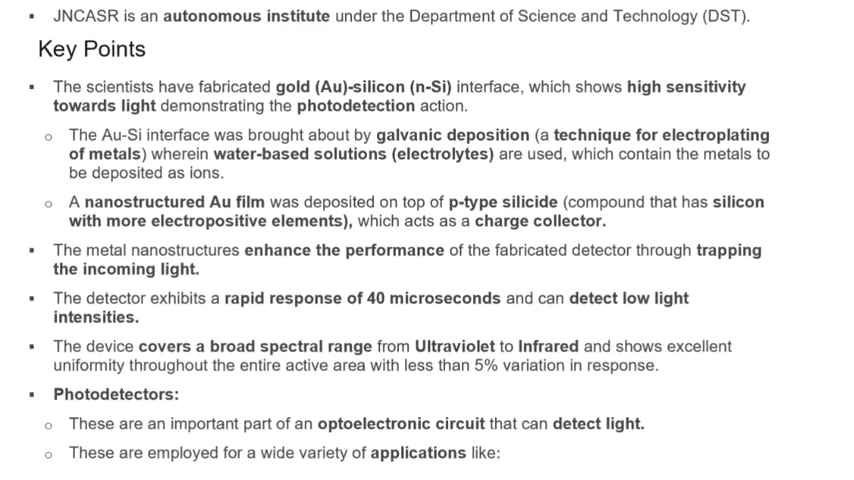 ▪ JNCASR is an autonomous institute under the Department of Science and Technology (DST).
Key Points
▪ The scientists have fabricated gold (Au)-silicon (n-Si) interface, which shows high sensitivity
towards light demonstrating the photodetection action.
○ The Au-Si interface was brought about by galvanic deposition (a technique for electroplating
of metals) wherein water-based solutions (electrolytes) are used, which contain the metals to
be deposited as ions.
○ A nanostructured Au film was deposited on top of p-type silicide (compound that has silicon
with more electropositive elements), which acts as a charge collector.
▪ The metal nanostructures enhance the performance of the fabricated detector through trapping
the incoming light.
▪ The detector exhibits a rapid response of 40 microseconds and can detect low light
intensities.
▪ The device covers a broad spectral range from Ultraviolet to Infrared and shows excellent
uniformity throughout the entire active area with less than 5% variation in response.
▪ Photodetectors:
○ These are an important part of an optoelectronic circuit that can detect light.
○ These are employed for a wide variety of applications like: